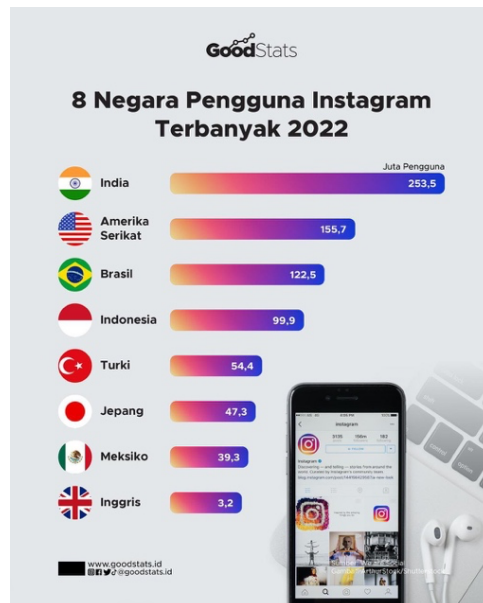 GoodStats
8 Negara Pengguna Instagram
Terbanyak 2022
Juta Pengguna
India
253,5
Amerika
Serikat
155,7
Brasil
122,5
Indonesia
99,9
Turki
54,4
Jepang
47,3
Meksiko
39,3
Inggris
3,2
instagram
Instagram
www.goodstats.id
@goodstats.id